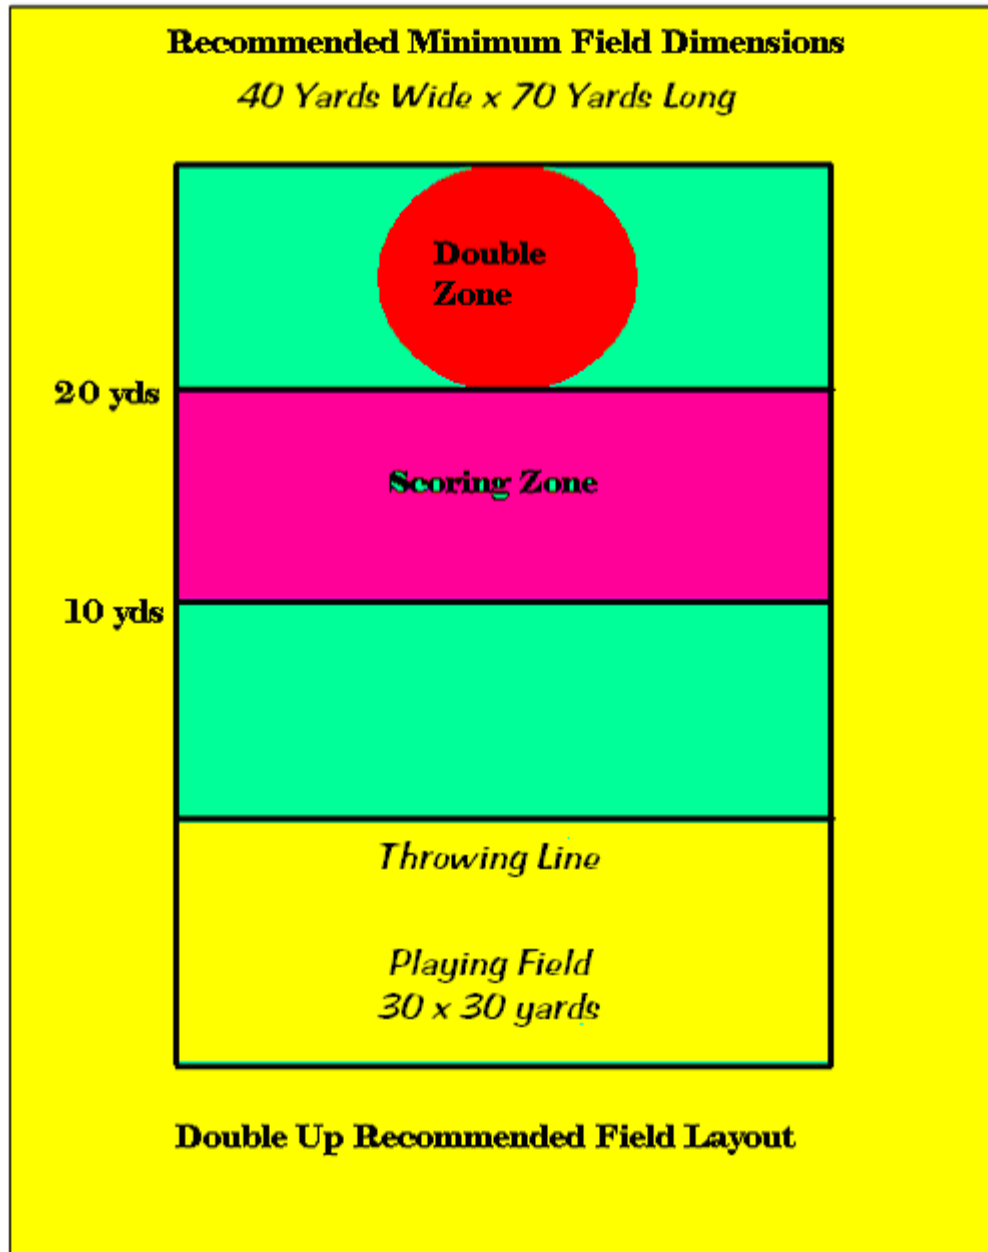 Recommended Minimum Field Dimensions
40 Yards Wide x 70 Yards Long
Double
Zone
20 yds
Scoring Zone
10 yds
Throwing Line
Playing Field
30 x 30 yards
Double Up Recommended Field Layout